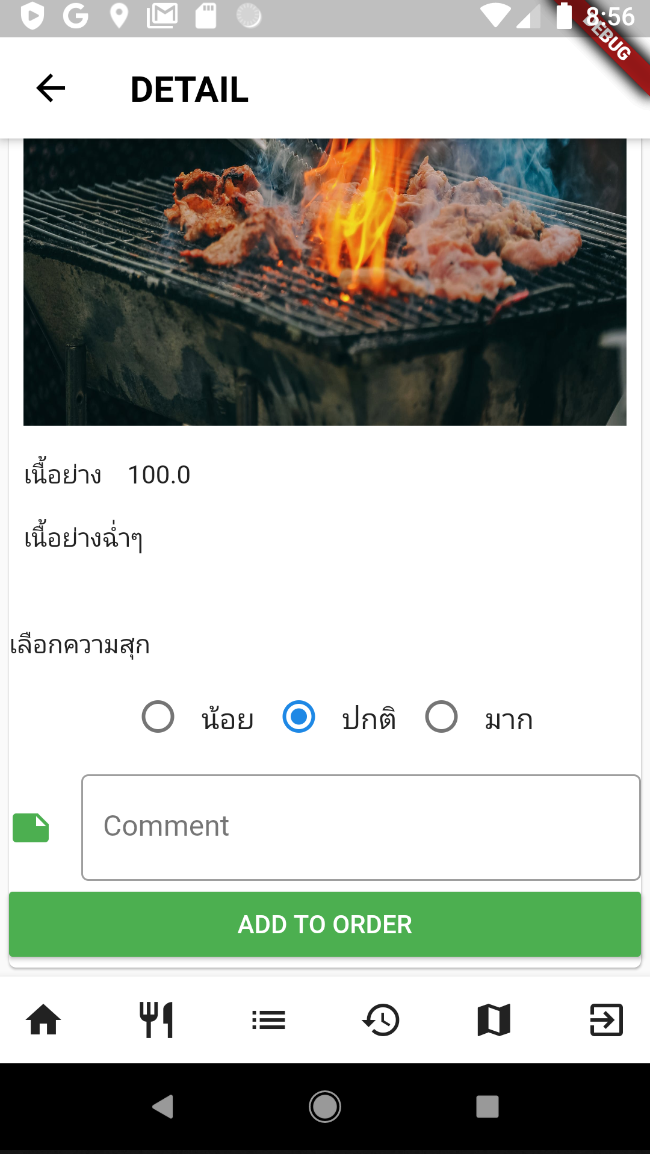 8:56
DEBUG
DETAIL
เนื้อย่าง 100.0
เนื้อย่างฉ่ำๆ
เลือกความสุก
น้อย ปกติ มาก
Comment
ADD TO ORDER